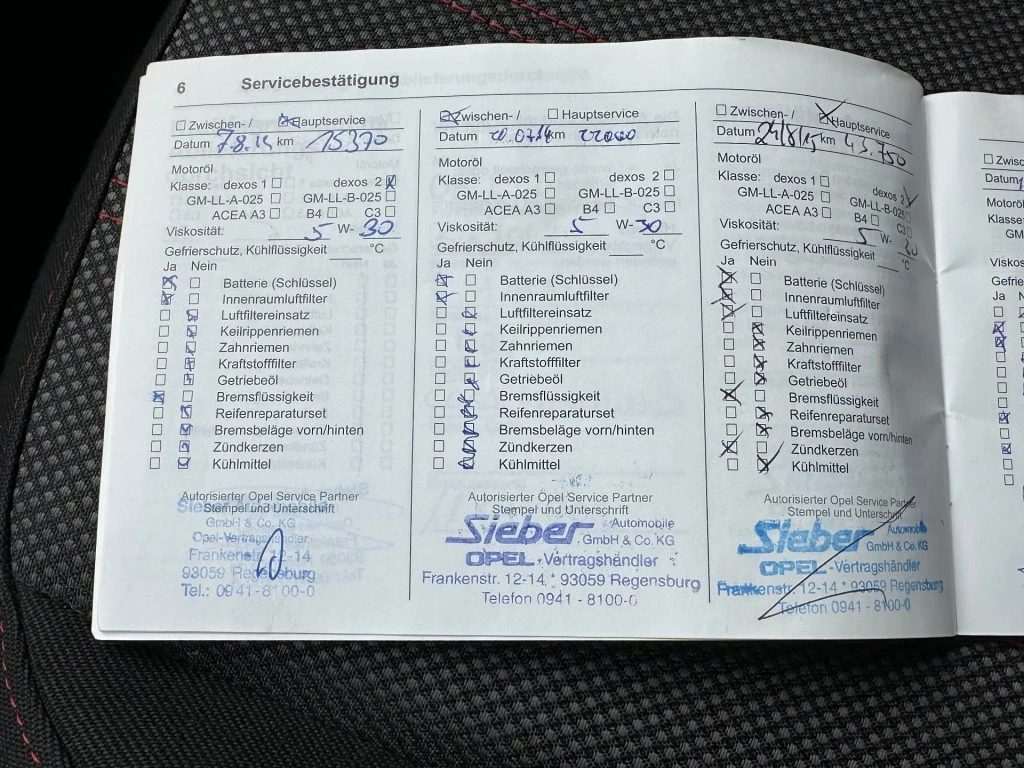 6 Servicebestätigung
☐ Zwischen- / ☒ Hauptservice
Datum 7.8.14 km 15370
Motoröl
Klasse: dexos 1 ☐ dexos 2 ☒
GM-LL-A-025 ☐ GM-LL-B-025 ☐
ACEA A3 ☐ B4 ☐ C3 ☐
Viskosität: 5 W- 30
Gefrierschutz, Kühlflüssigkeit ____ °C
Ja Nein
☒ ☐ Batterie (Schlüssel)
☒ ☐ Innenraumluftfilter
☐ ☒ Luftfiltereinsatz
☐ ☒ Keilrippenriemen
☐ ☒ Zahnriemen
☐ ☒ Kraftstofffilter
☐ ☒ Getriebeöl
☒ ☐ Bremsflüssigkeit
☐ ☒ Reifenreparaturset
☐ ☒ Bremsbeläge vorn/hinten
☐ ☒ Zündkerzen
☐ ☒ Kühlmittel
Autorisierter Opel Service Partner
Stempel und Unterschrift
Sieber Automobile
GmbH & Co. KG
Opel-Vertragshändler
Frankenstr. 12-14
93059 Regensburg
Tel.: 0941 - 8100-0
☒ Zwischen- / ☐ Hauptservice
Datum km
Motoröl
Klasse: dexos 1 ☐ dexos 2 ☐
GM-LL-A-025 ☐ GM-LL-B-025 ☐
ACEA A3 ☐ B4 ☐ C3 ☐
Viskosität: 5 W- 30
Gefrierschutz, Kühlflüssigkeit ____ °C
Ja Nein
☒ ☐ Batterie (Schlüssel)
☒ ☐ Innenraumluftfilter
☐ ☒ Luftfiltereinsatz
☐ ☒ Keilrippenriemen
☐ ☒ Zahnriemen
☐ ☒ Kraftstofffilter
☐ ☒ Getriebeöl
☐ ☒ Bremsflüssigkeit
☐ ☒ Reifenreparaturset
☐ ☒ Bremsbeläge vorn/hinten
☐ ☒ Zündkerzen
☐ ☒ Kühlmittel
Autorisierter Opel Service Partner
Stempel und Unterschrift
Sieber Automobile
GmbH & Co. KG
OPEL-Vertragshändler
Frankenstr. 12-14 * 93059 Regensburg
Telefon 0941 - 8100-0
☐ Zwischen- / ☒ Hauptservice
Datum 24/8/15 km 43.750
Motoröl
Klasse: dexos 1 ☐ dexos 2 ☒
GM-LL-A-025 ☐ GM-LL-B-025 ☐
ACEA A3 ☐ B4 ☐ C3 ☐
Viskosität: 5 W- 30
Gefrierschutz, Kühlflüssigkeit ____ °C
Ja Nein
☒ ☐ Batterie (Schlüssel)
☒ ☐ Innenraumluftfilter
☒ ☐ Luftfiltereinsatz
☐ ☒ Keilrippenriemen
☐ ☒ Zahnriemen
☐ ☒ Kraftstofffilter
☐ ☒ Getriebeöl
☒ ☐ Bremsflüssigkeit
☐ ☒ Reifenreparaturset
☐ ☒ Bremsbeläge vorn/hinten
☒ ☐ Zündkerzen
☐ ☒ Kühlmittel
Autorisierter Opel Service Partner
Stempel und Unterschrift
Sieber Automobile
GmbH & Co. KG
OPEL-Vertragshändler
Frankenstr. 12-14 * 93059 Regensburg
Telefon 0941 - 8100-0